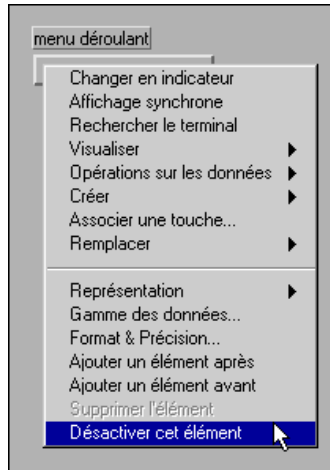 menu déroulant
Changer en indicateur
Affichage synchrone
Rechercher le terminal
Visualiser
Opérations sur les données
Créer
Associer une touche...
Remplacer
Représentation
Gamme des données...
Format & Précision...
Ajouter un élément après
Ajouter un élément avant
Supprimer l'élément
Désactiver cet élément